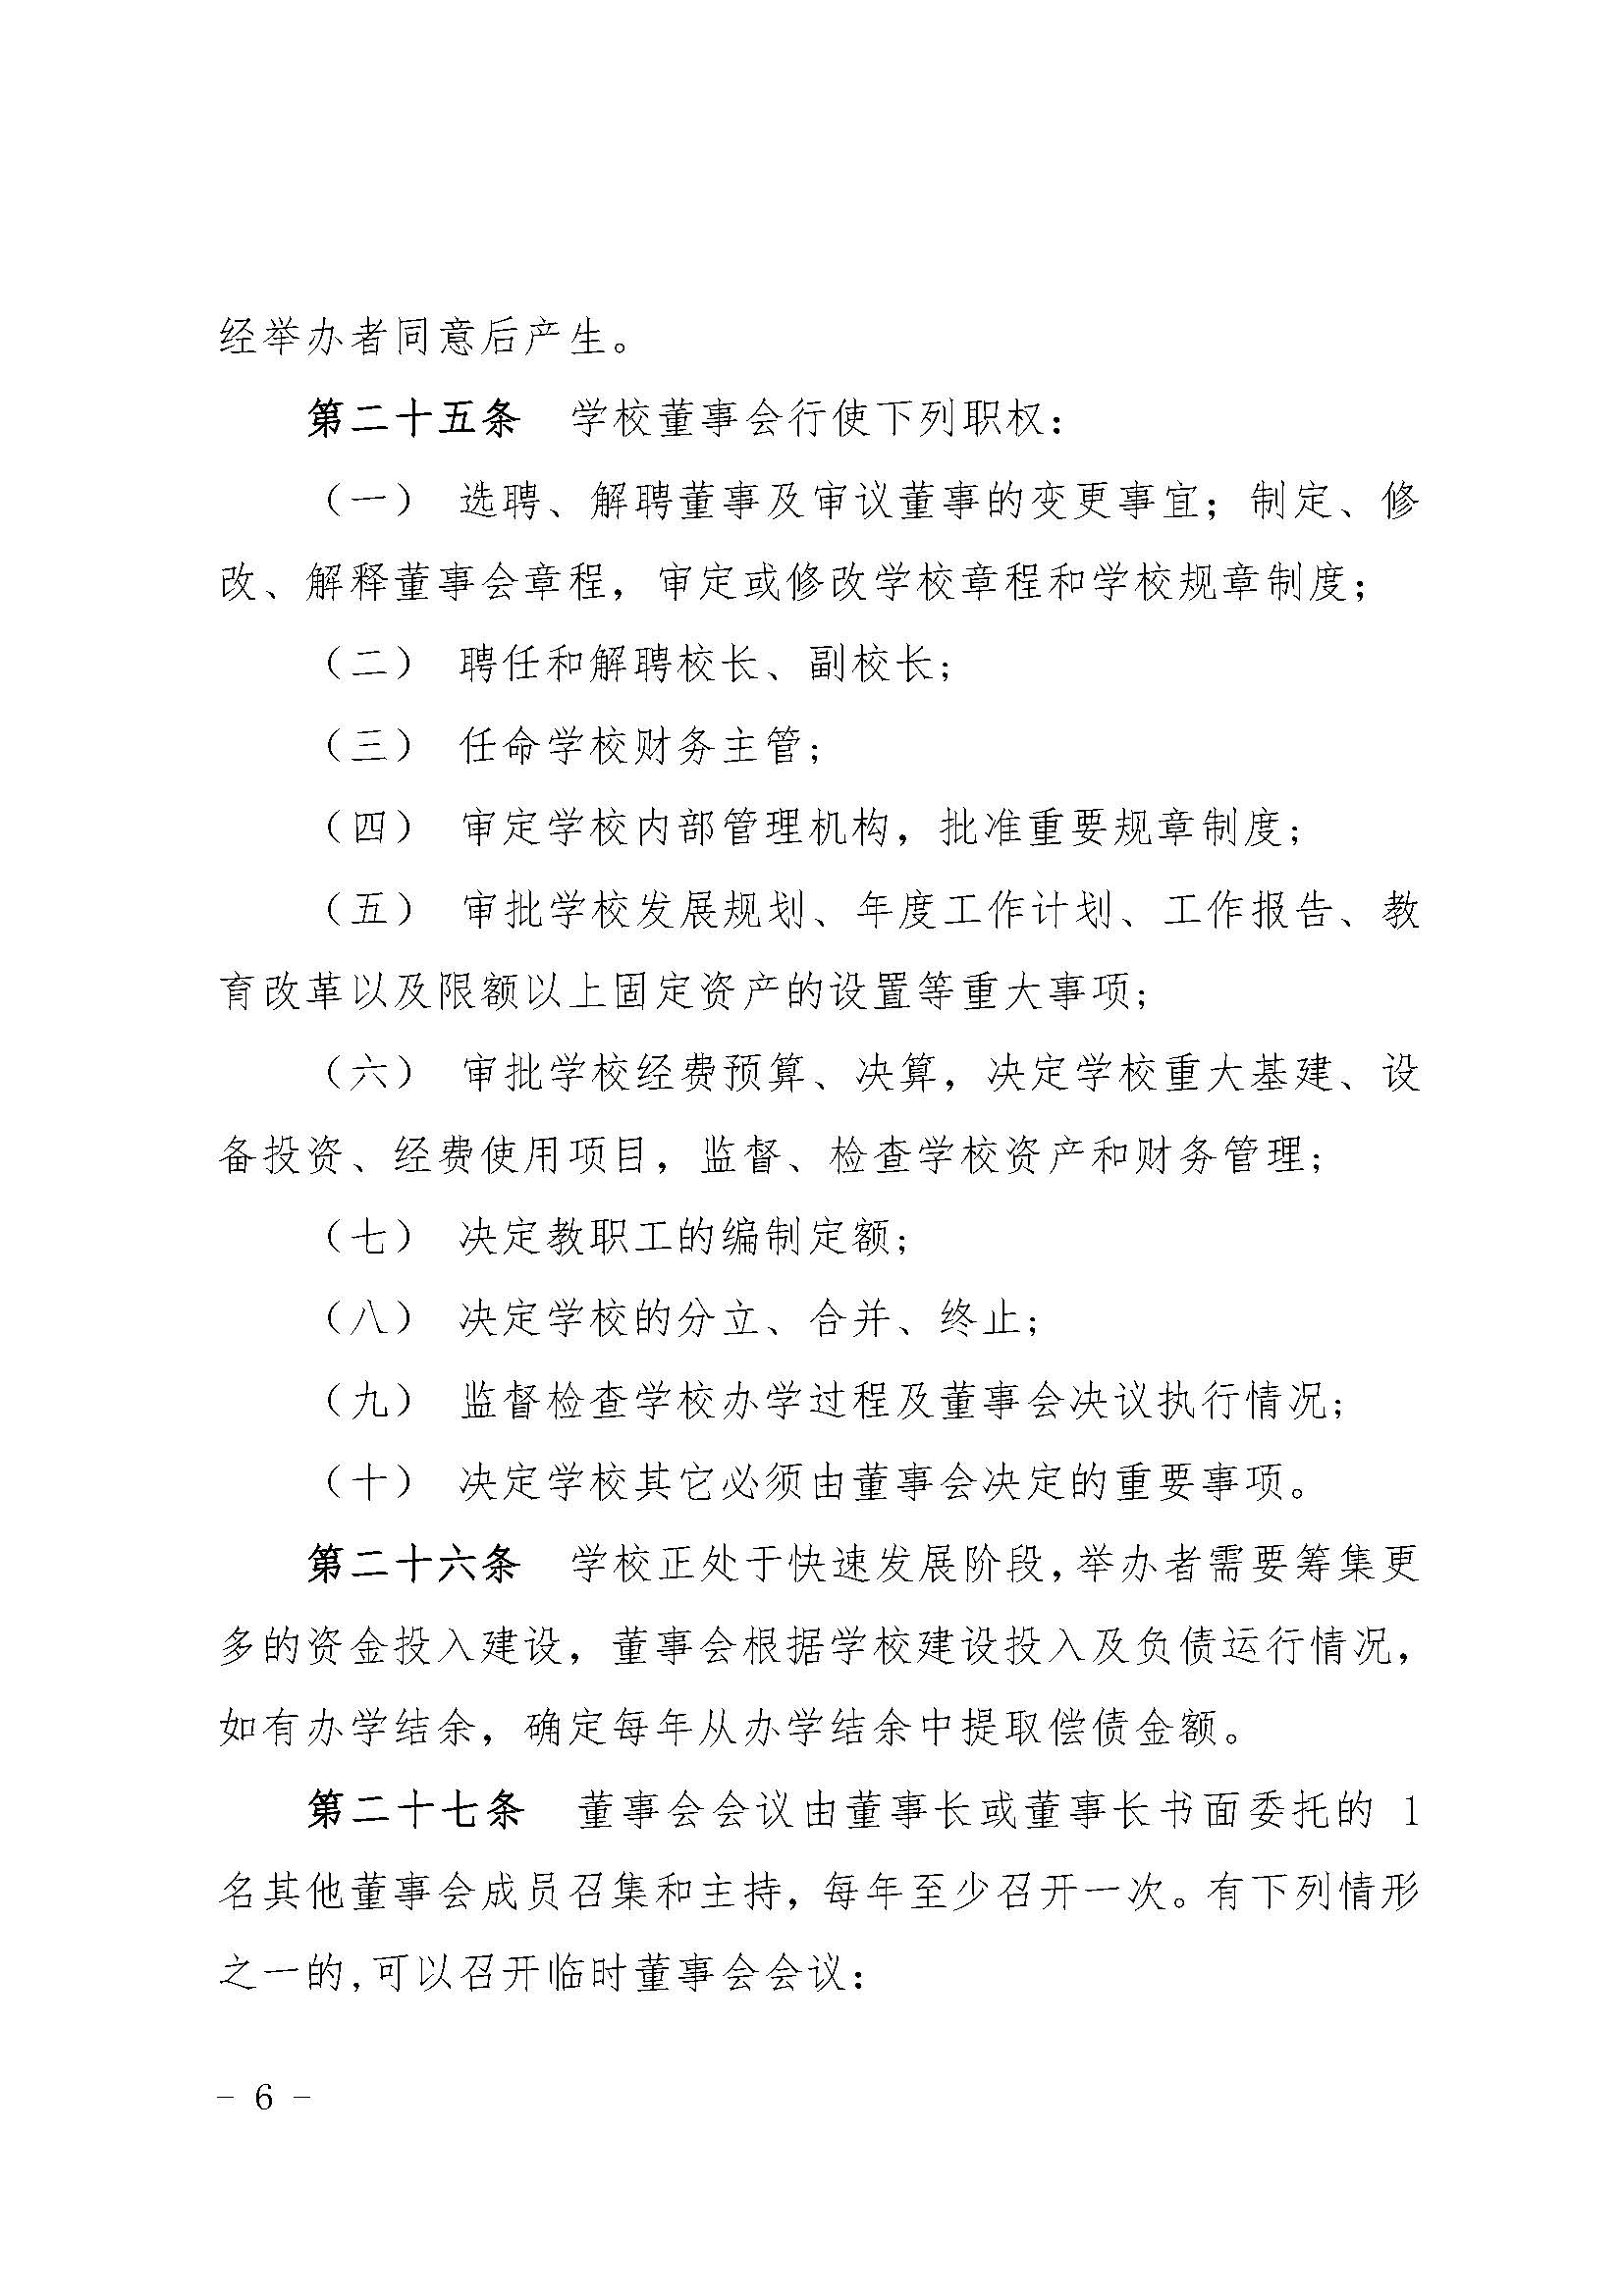 经举办者同意后产生。
第二十五条　学校董事会行使下列职权：
（一） 选聘、解聘董事及审议董事的变更事宜；制定、修
改、解释董事会章程，审定或修改学校章程和学校规章制度；
（二） 聘任和解聘校长、副校长；
（三） 任命学校财务主管；
（四） 审定学校内部管理机构，批准重要规章制度；
（五） 审批学校发展规划、年度工作计划、工作报告、教
育改革以及限额以上固定资产的设置等重大事项；
（六） 审批学校经费预算、决算，决定学校重大基建、设
备投资、经费使用项目，监督、检查学校资产和财务管理；
（七） 决定教职工的编制定额；
（八） 决定学校的分立、合并、终止；
（九） 监督检查学校办学过程及董事会决议执行情况；
（十） 决定学校其它必须由董事会决定的重要事项。
第二十六条　学校正处于快速发展阶段，举办者需要筹集更
多的资金投入建设，董事会根据学校建设投入及负债运行情况，
如有办学结余，确定每年从办学结余中提取偿债金额。
第二十七条　董事会会议由董事长或董事长书面委托的 1
名其他董事会成员召集和主持，每年至少召开一次。有下列情形
之一的,可以召开临时董事会会议：
- 6 -